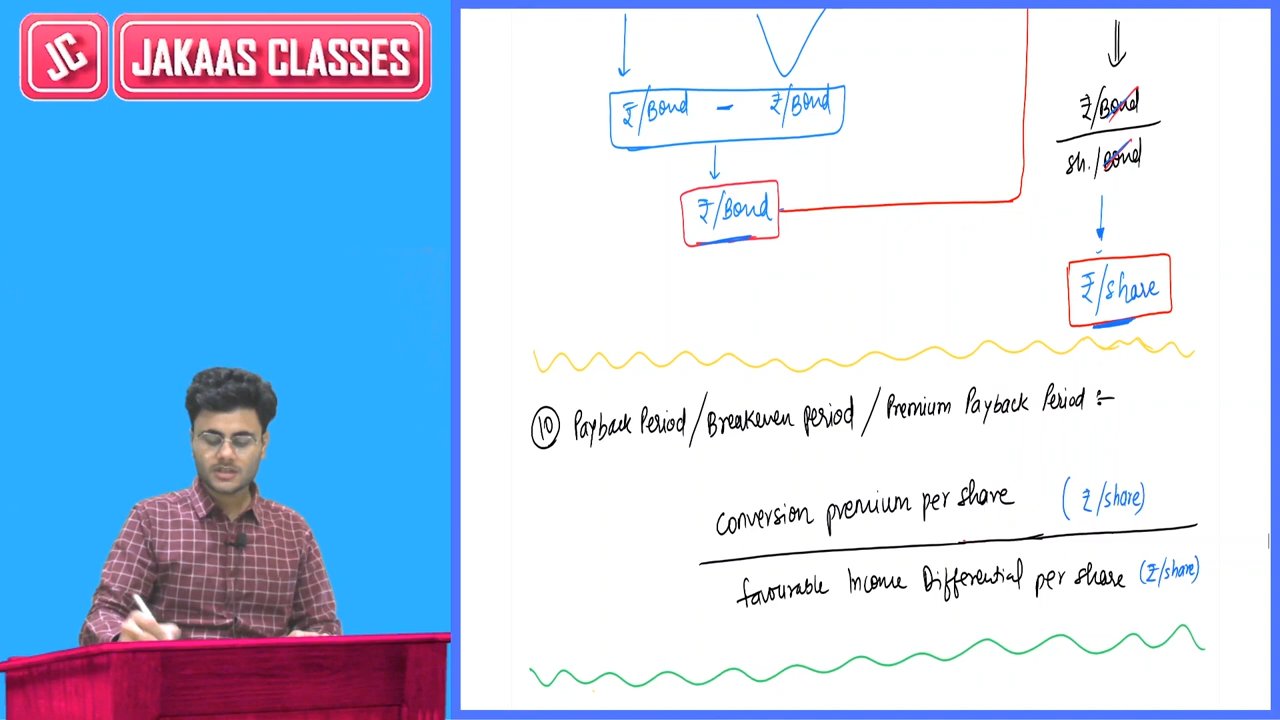 JC JAKAAS CLASSES
₹/Bond - ₹/Bond
₹/Bond
₹/Bond
sh./Bond
₹/share
⑩ Payback Period/Breakeven period/Premium Payback Period :-
conversion premium per share (₹/share)
favourable Income Differential per share (₹/share)